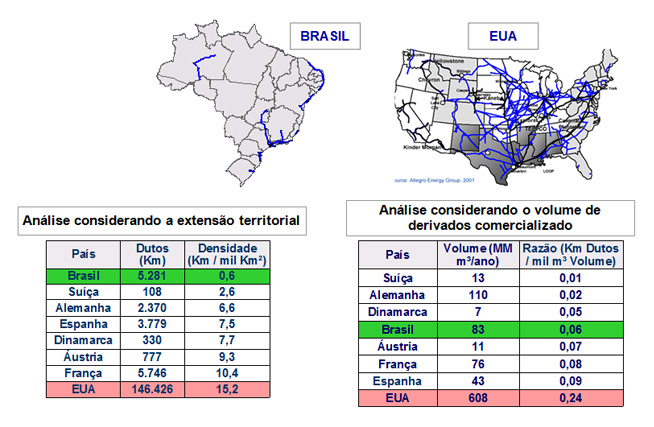 BRASIL
EUA
Yellowstone
Chevron
Kinder Morgan
LOOP
ource: Allegro Energy Group, 2001
Análise considerando a extensão territorial
País Dutos (Km) Densidade (Km / mil Km²)
Brasil 5.281 0,6
Suíça 108 2,6
Alemanha 2.370 6,6
Espanha 3.779 7,5
Dinamarca 330 7,7
Áustria 777 9,3
França 5.746 10,4
EUA 146.426 15,2
Análise considerando o volume de
derivados comercializado
País Volume (MM m³/ano) Razão (Km Dutos / mil m³ Volume)
Suíça 13 0,01
Alemanha 110 0,02
Dinamarca 7 0,05
Brasil 83 0,06
Áustria 11 0,07
França 76 0,08
Espanha 43 0,09
EUA 608 0,24